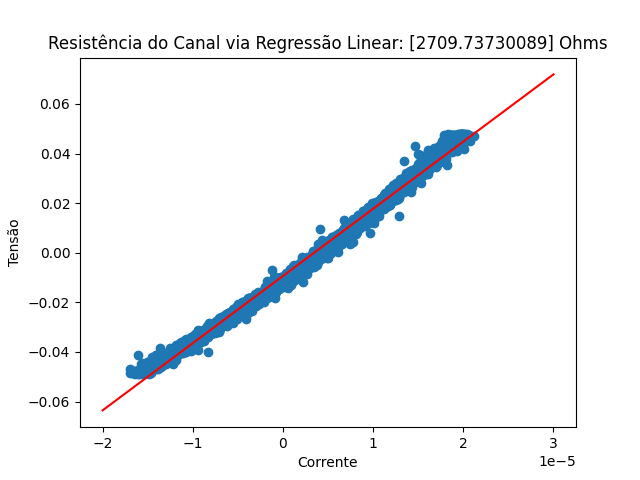 Resistência do Canal via Regressão Linear: [2709.73730089] Ohms
Tensão
0.06
0.04
0.02
0.00
−0.02
−0.04
−0.06
−2 −1 0 1 2 3
1e−5
Corrente